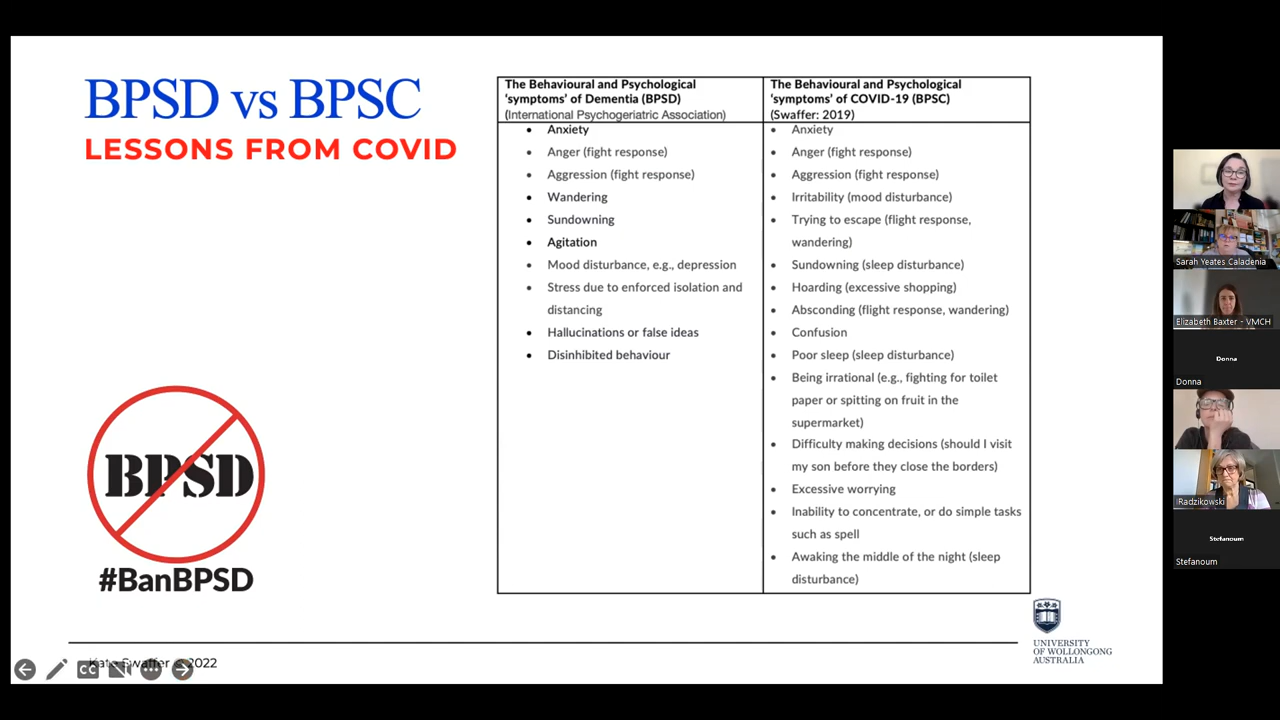 BPSD vs BPSC
LESSONS FROM COVID
The Behavioural and Psychological
‘symptoms’ of Dementia (BPSD)
(International Psychogeriatric Association)
• Anxiety
• Anger (fight response)
• Aggression (fight response)
• Wandering
• Sundowning
• Agitation
• Mood disturbance, e.g., depression
• Stress due to enforced isolation and
distancing
• Hallucinations or false ideas
• Disinhibited behaviour
The Behavioural and Psychological
‘symptoms’ of COVID-19 (BPSC)
(Swaffer: 2019)
• Anxiety
• Anger (fight response)
• Aggression (fight response)
• Irritability (mood disturbance)
• Trying to escape (flight response,
wandering)
• Sundowning (sleep disturbance)
• Hoarding (excessive shopping)
• Absconding (flight response, wandering)
• Confusion
• Poor sleep (sleep disturbance)
• Being irrational (e.g., fighting for toilet
paper or spitting on fruit in the
supermarket)
• Difficulty making decisions (should I visit
my son before they close the borders)
• Excessive worrying
• Inability to concentrate, or do simple tasks
such as spell
• Awaking the middle of the night (sleep
disturbance)
BPSD
#BanBPSD
Kate Swaffer © 2022
CC
UNIVERSITY
OF WOLLONGONG
AUSTRALIA
Sarah Yeates Caladenia
Elizabeth Baxter - VMCH
Donna
Donna
IRadzikowski
Stefanoum
Stefanoum